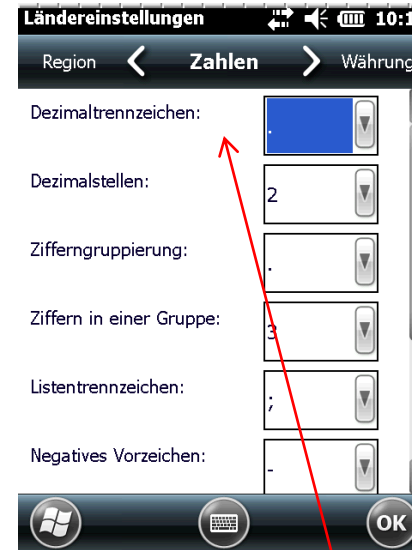 Ländereinstellungen 10:1
Region Zahlen Währung
Dezimaltrennzeichen: .
Dezimalstellen: 2
Zifferngruppierung: .
Ziffern in einer Gruppe: 3
Listentrennzeichen: ;
Negatives Vorzeichen: -
OK